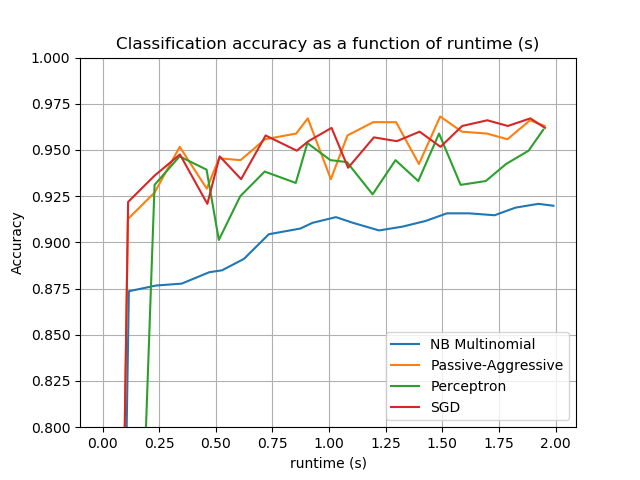 Classification accuracy as a function of runtime (s)
1.000
0.975
0.950
0.925
0.900
0.875
0.850
0.825
0.800
Accuracy
NB Multinomial
Passive-Aggressive
Perceptron
SGD
0.00 0.25 0.50 0.75 1.00 1.25 1.50 1.75 2.00
runtime (s)